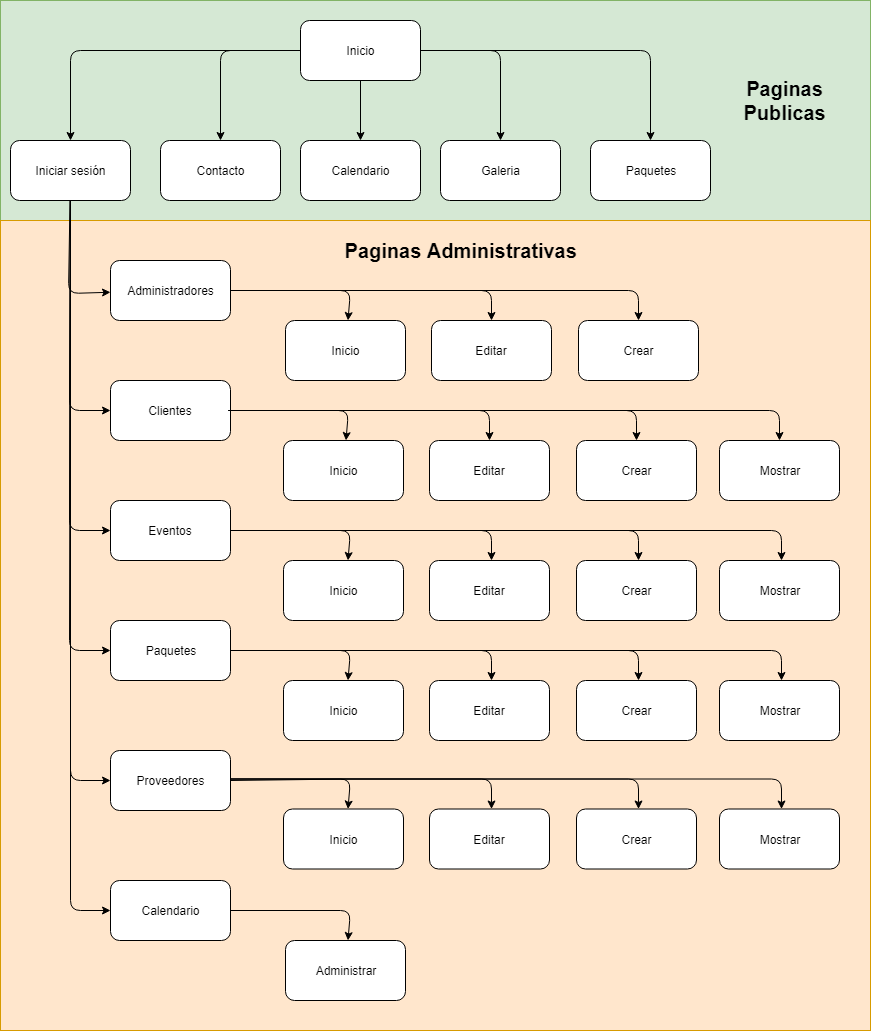 Inicio
Paginas
Publicas
Iniciar sesión
Contacto
Calendario
Galeria
Paquetes
Paginas Administrativas
Administradores
Inicio
Editar
Crear
Clientes
Inicio
Editar
Crear
Mostrar
Eventos
Inicio
Editar
Crear
Mostrar
Paquetes
Inicio
Editar
Crear
Mostrar
Proveedores
Inicio
Editar
Crear
Mostrar
Calendario
Administrar